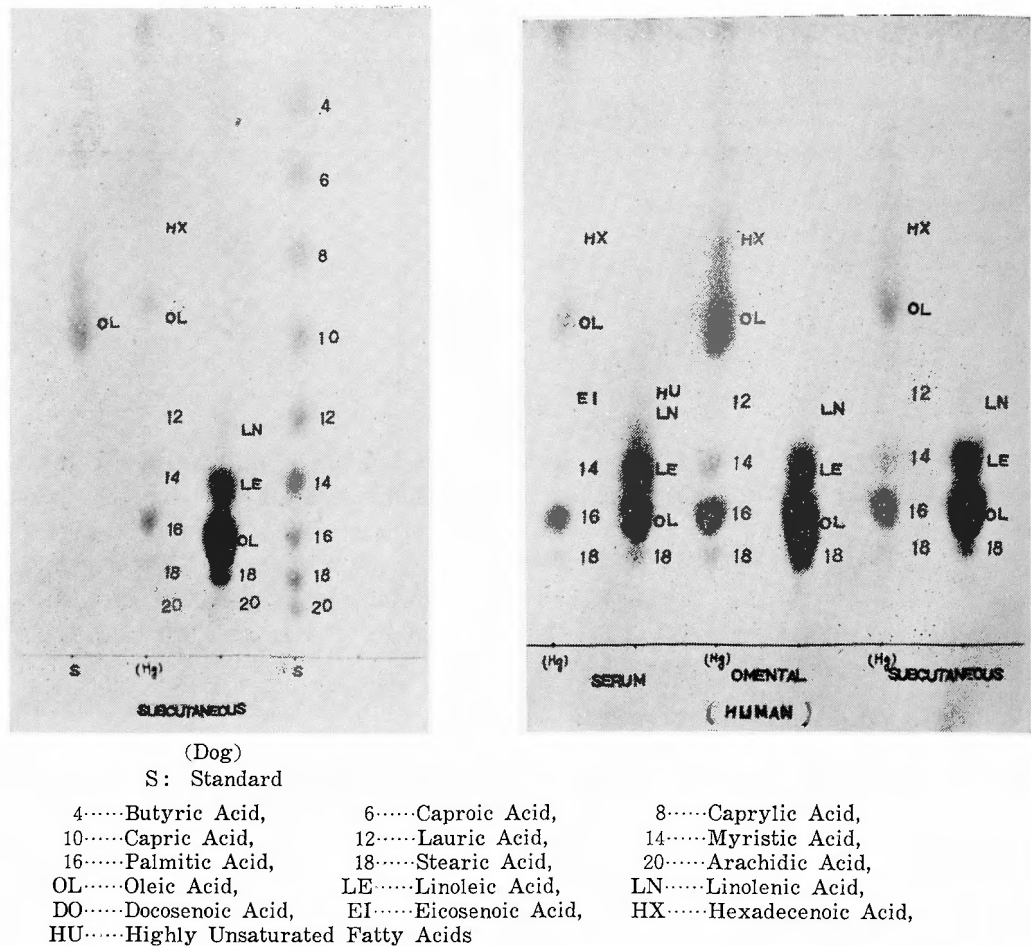 4
6
HX
8
OL OL
10
12 LN 12
14 LE 14
16 OL 16
18 18 18
20 20 20
S (Hg) S
SUBCUTANEOUS
HX HX HX
OL OL OL
EI HU 12 12
LN LN LN
14 LE 14 LE 14 LE
16 OL 16 OL 16 OL
18 18 18 18 18 18
(Hg) (Hg) (Hg)
SERUM OMENTAL SUBCUTANEOUS
(HUMAN)
(Dog)
S: Standard
4······Butyric Acid, 6······Caproic Acid, 8······Caprylic Acid,
10······Capric Acid, 12······Lauric Acid, 14······Myristic Acid,
16······Palmitic Acid, 18······Stearic Acid, 20······Arachidic Acid,
OL······Oleic Acid, LE······Linoleic Acid, LN······Linolenic Acid,
DO······Docosenoic Acid, EI······Eicosenoic Acid, HX······Hexadecenoic Acid,
HU······Highly Unsaturated Fatty Acids